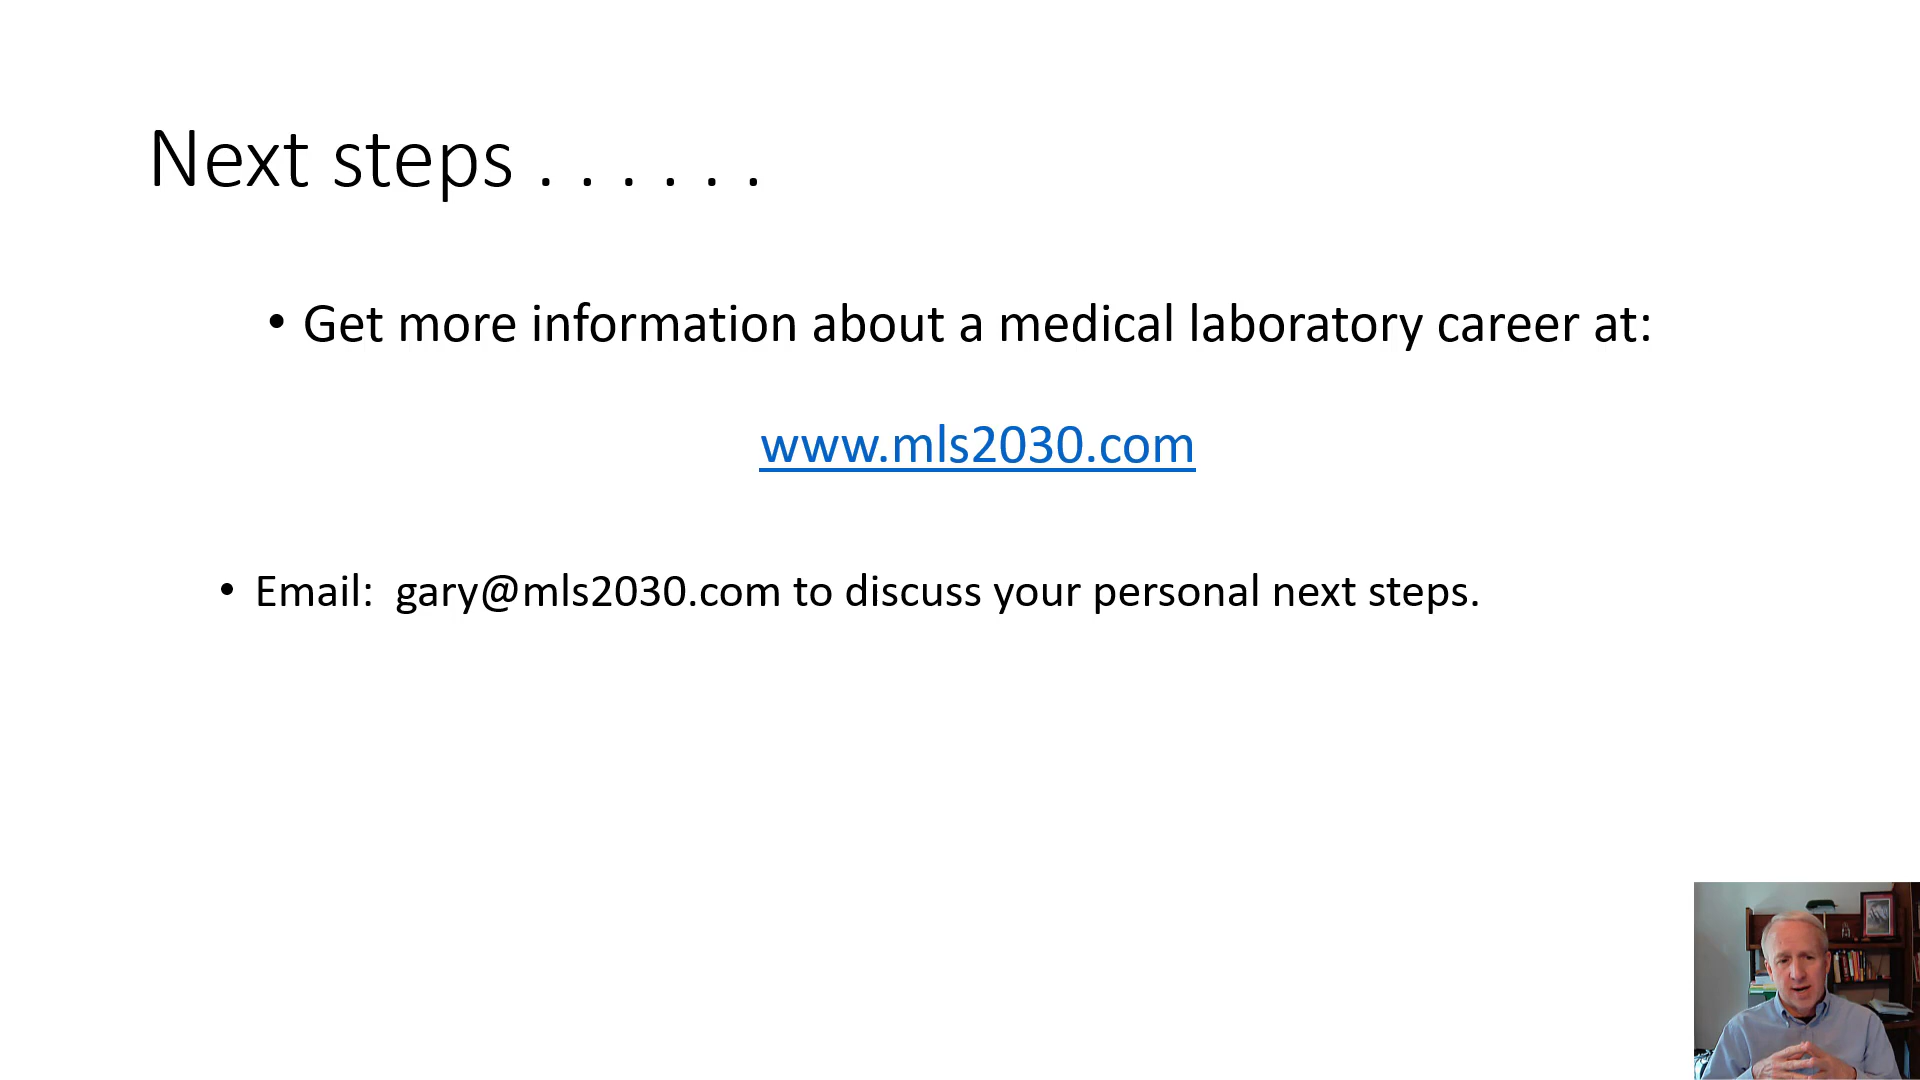 Next steps . . . . . .
• Get more information about a medical laboratory career at:
www.mls2030.com
• Email:  gary@mls2030.com to discuss your personal next steps.